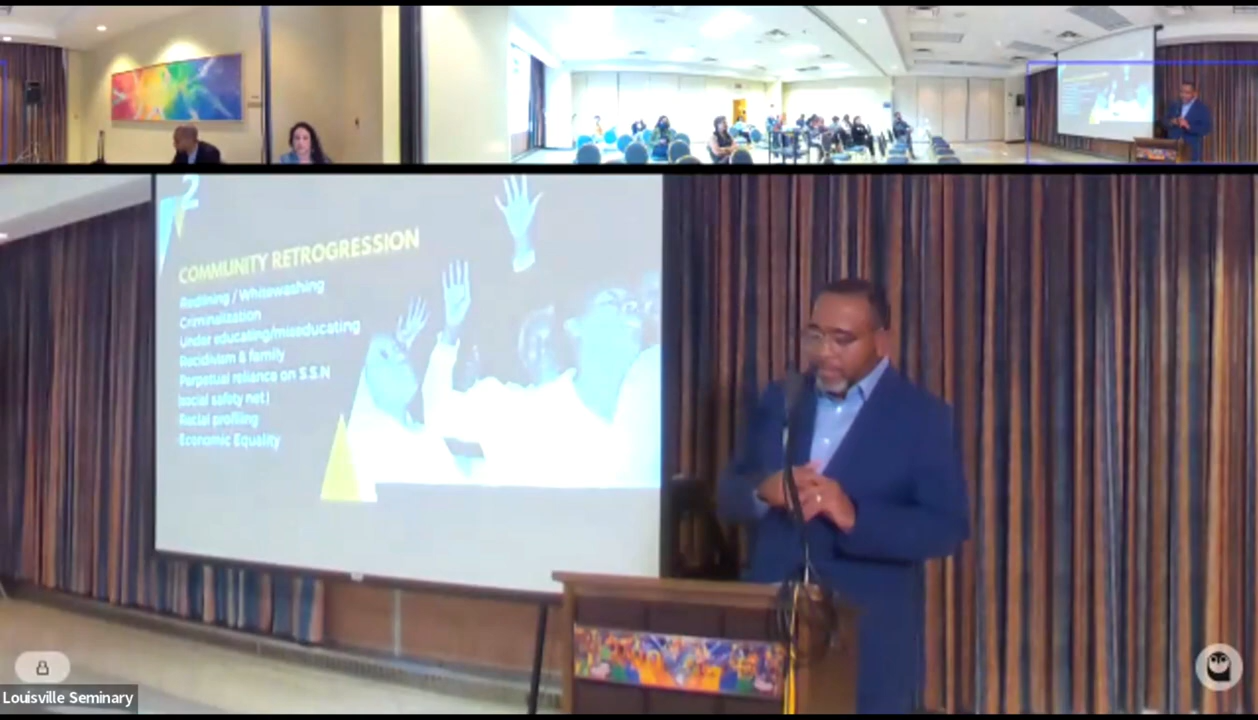 2
COMMUNITY RETROGRESSION
Redlining / Whitewashing
Criminalization
Under educating/miseducating
Recidivism & family
Perpetual reliance on S.S.N
(social safety net)
Racial profiling
Economic Equality
Louisville Seminary